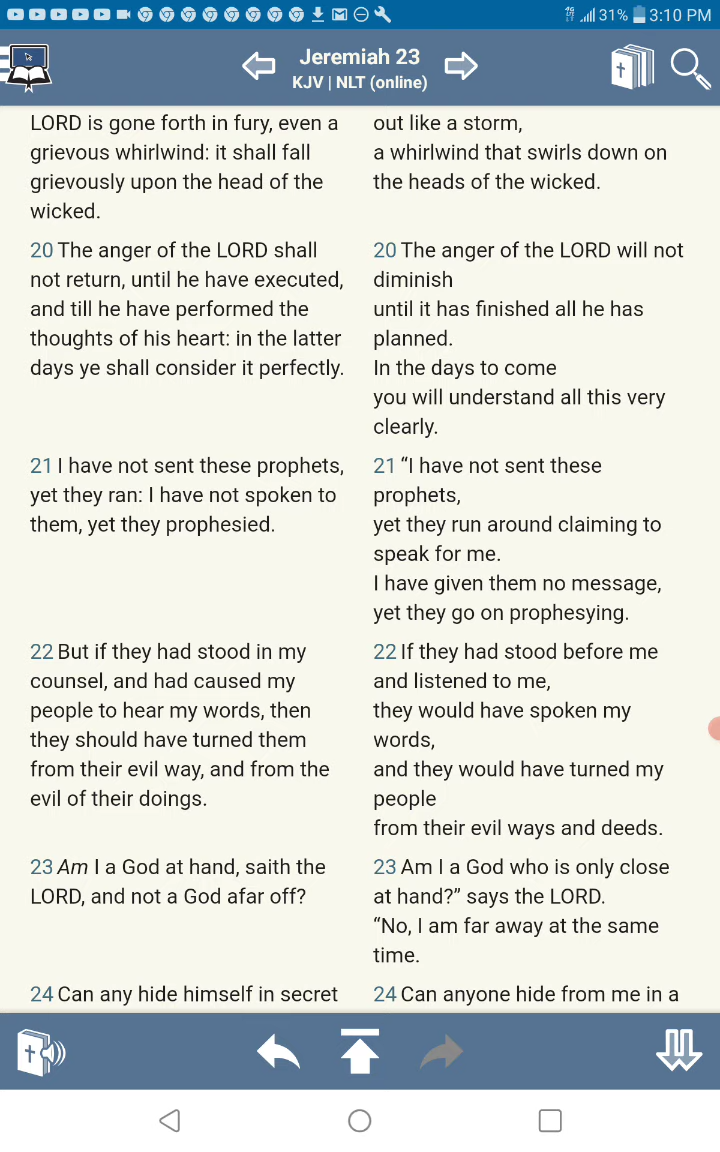 31% 3:10 PM
Jeremiah 23
KJV | NLT (online)
LORD is gone forth in fury, even a
grievous whirlwind: it shall fall
grievously upon the head of the
wicked.
out like a storm,
a whirlwind that swirls down on
the heads of the wicked.
20 The anger of the LORD shall
not return, until he have executed,
and till he have performed the
thoughts of his heart: in the latter
days ye shall consider it perfectly.
20 The anger of the LORD will not
diminish
until it has finished all he has
planned.
In the days to come
you will understand all this very
clearly.
21 I have not sent these prophets,
yet they ran: I have not spoken to
them, yet they prophesied.
21 “I have not sent these
prophets,
yet they run around claiming to
speak for me.
I have given them no message,
yet they go on prophesying.
22 But if they had stood in my
counsel, and had caused my
people to hear my words, then
they should have turned them
from their evil way, and from the
evil of their doings.
22 If they had stood before me
and listened to me,
they would have spoken my
words,
and they would have turned my
people
from their evil ways and deeds.
23 Am I a God at hand, saith the
LORD, and not a God afar off?
23 Am I a God who is only close
at hand?” says the LORD.
“No, I am far away at the same
time.
24 Can any hide himself in secret
24 Can anyone hide from me in a